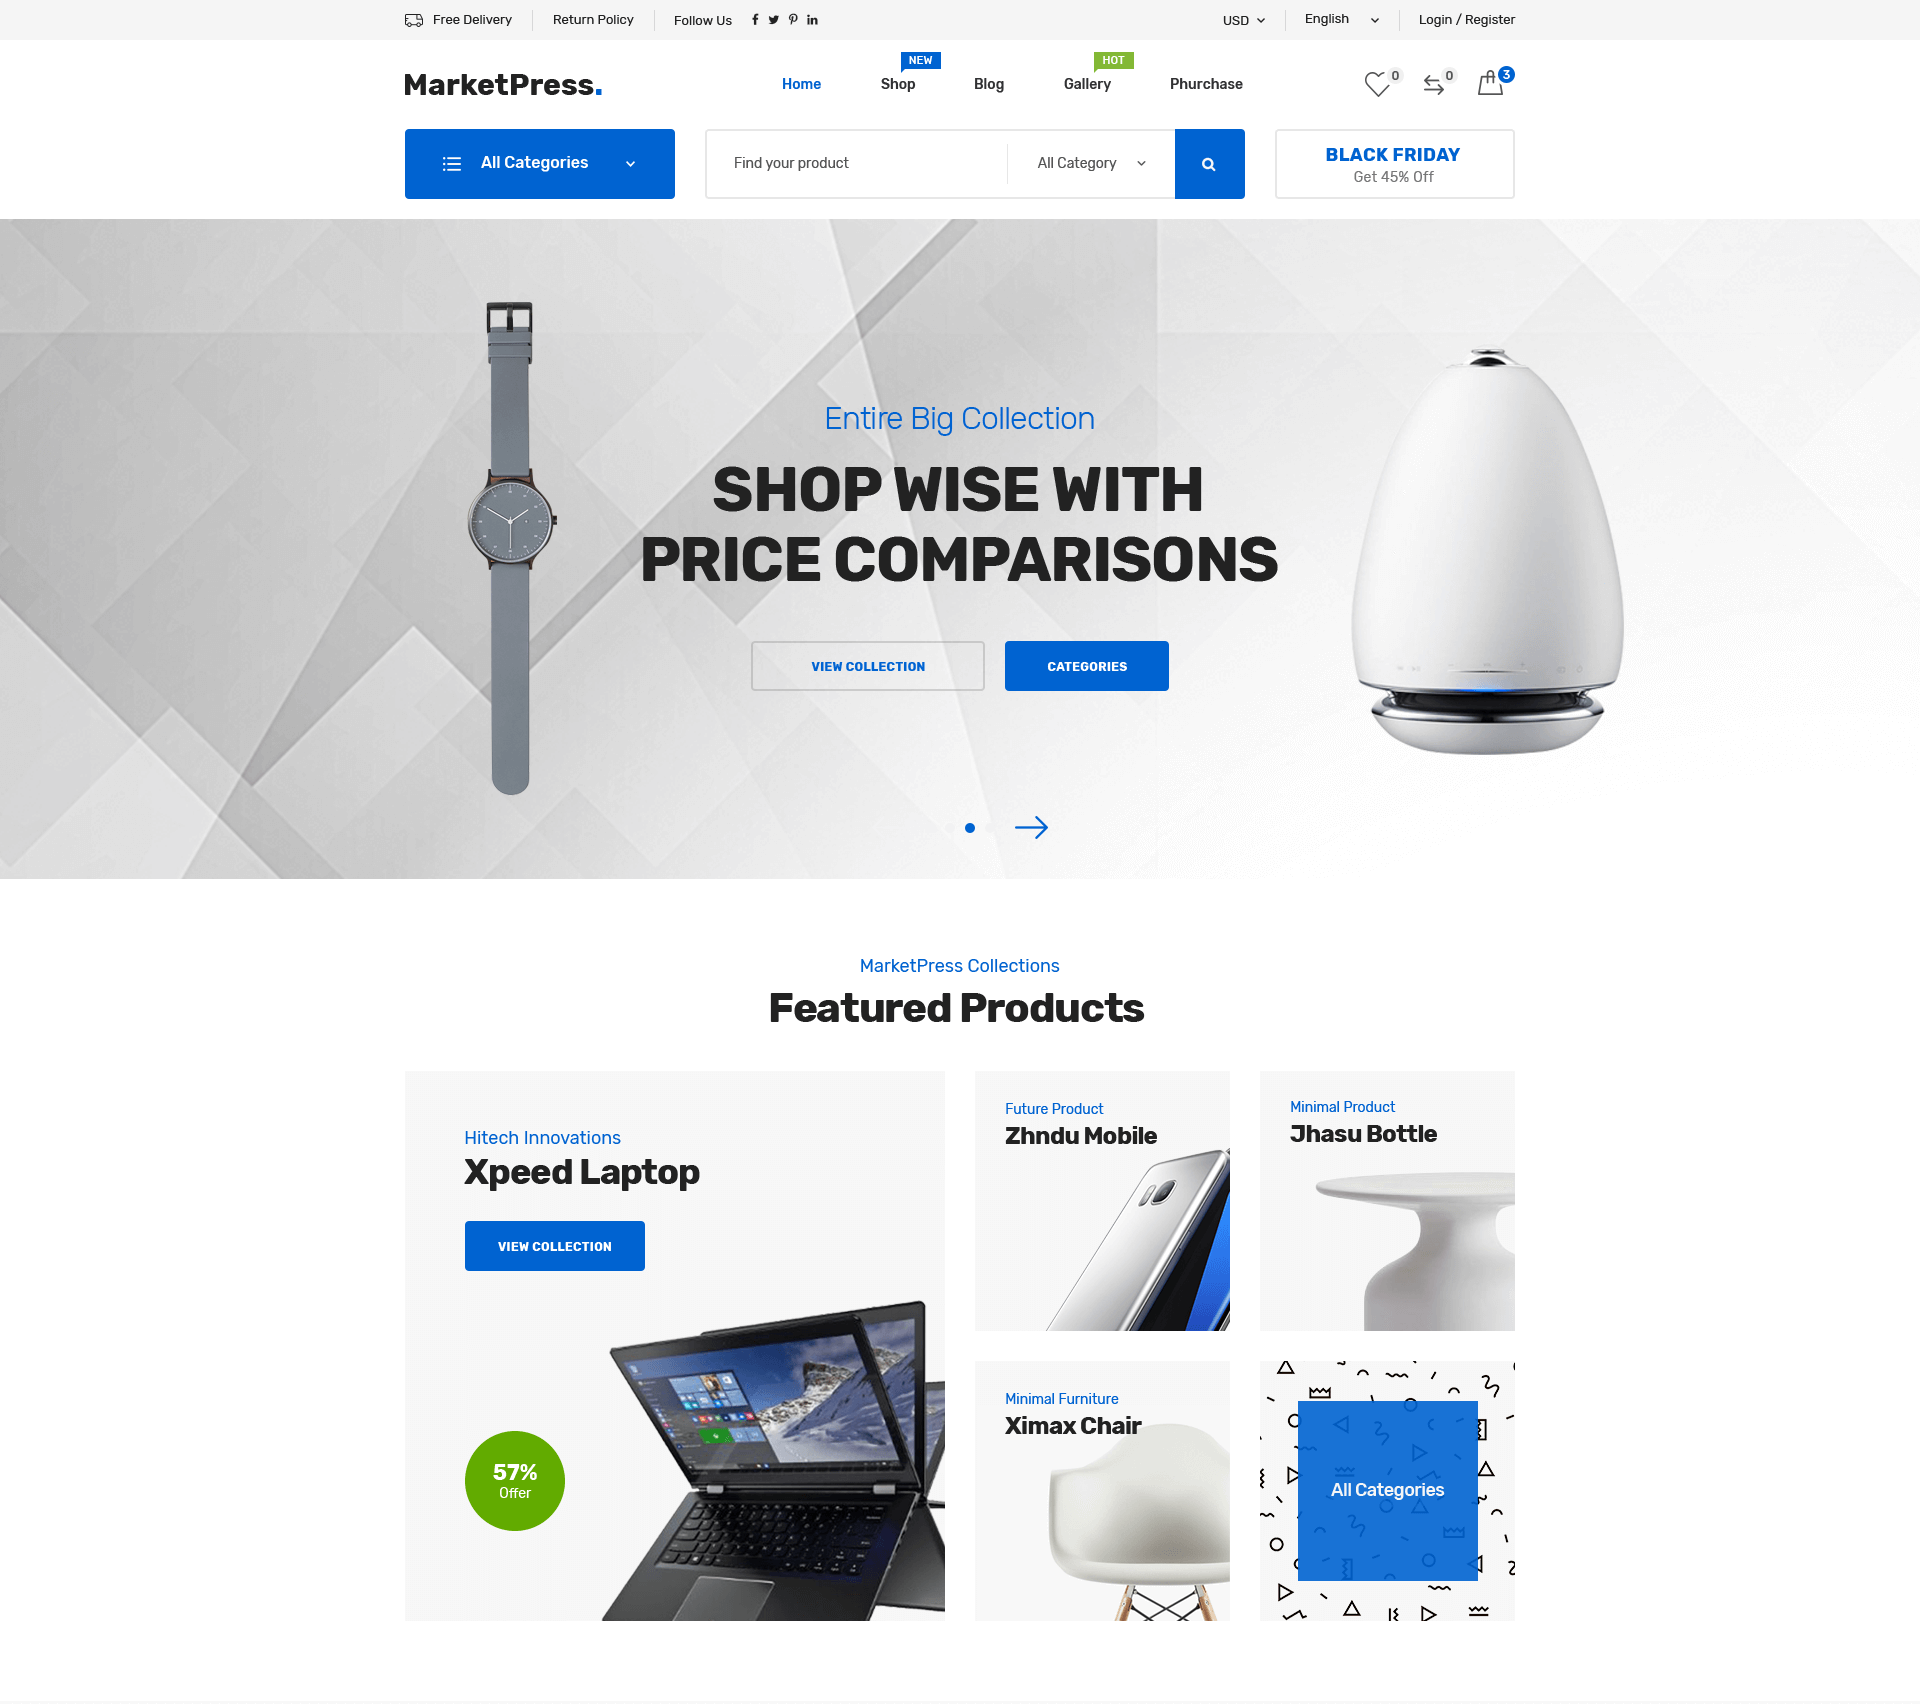 Free Delivery
Return Policy
Follow Us
USD
English
Login / Register
MarketPress.
Home
NEW
Shop
Blog
HOT
Gallery
Phurchase
0
0
3
All Categories
Find your product
All Category
BLACK FRIDAY
Get 45% Off
Entire Big Collection
SHOP WISE WITH
PRICE COMPARISONS
VIEW COLLECTION
CATEGORIES
MarketPress Collections
Featured Products
Hitech Innovations
Xpeed Laptop
VIEW COLLECTION
57%
Offer
Future Product
Zhndu Mobile
Minimal Product
Jhasu Bottle
Minimal Furniture
Ximax Chair
All Categories